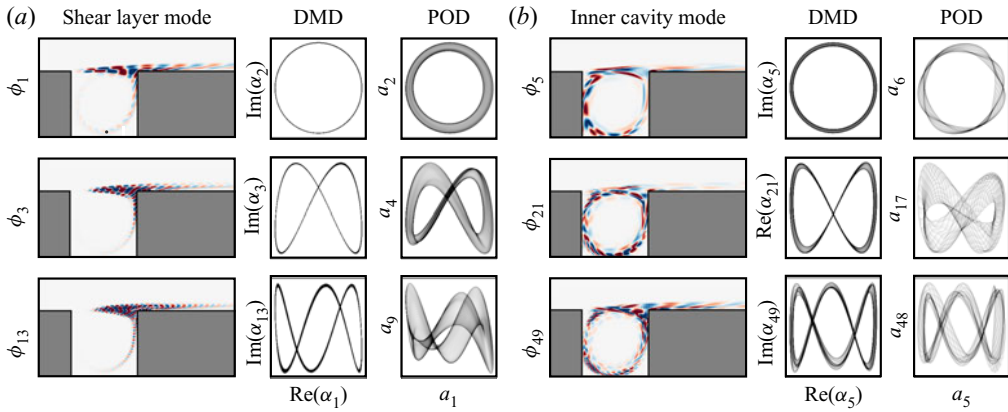 (a) Shear layer mode DMD POD
ϕ1 Im(α2) a2
ϕ3 Im(α3) a4
ϕ13 Im(α13) a9
Re(α1) a1
(b) Inner cavity mode DMD POD
ϕ5 Im(α5) a6
ϕ21 Re(α21) a17
ϕ49 Im(α49) a48
Re(α5) a5